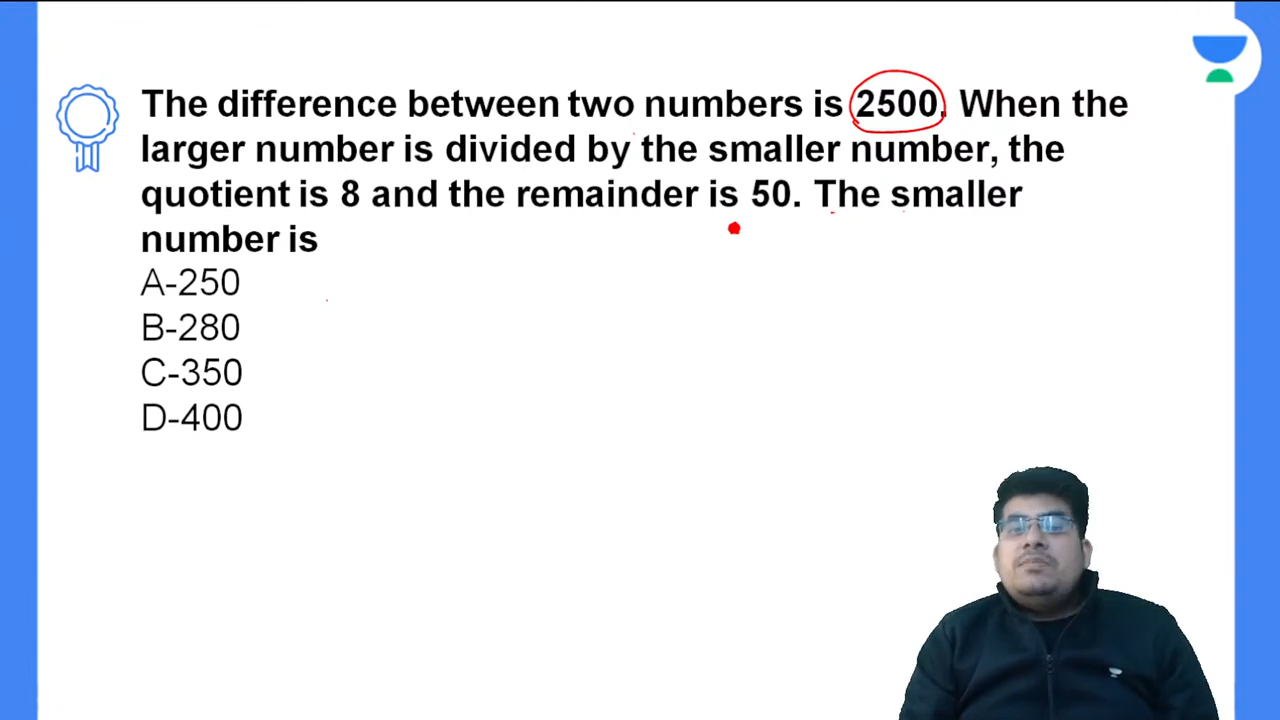 The difference between two numbers is 2500. When the
larger number is divided by the smaller number, the
quotient is 8 and the remainder is 50. The smaller
number is
A-250
B-280
C-350
D-400